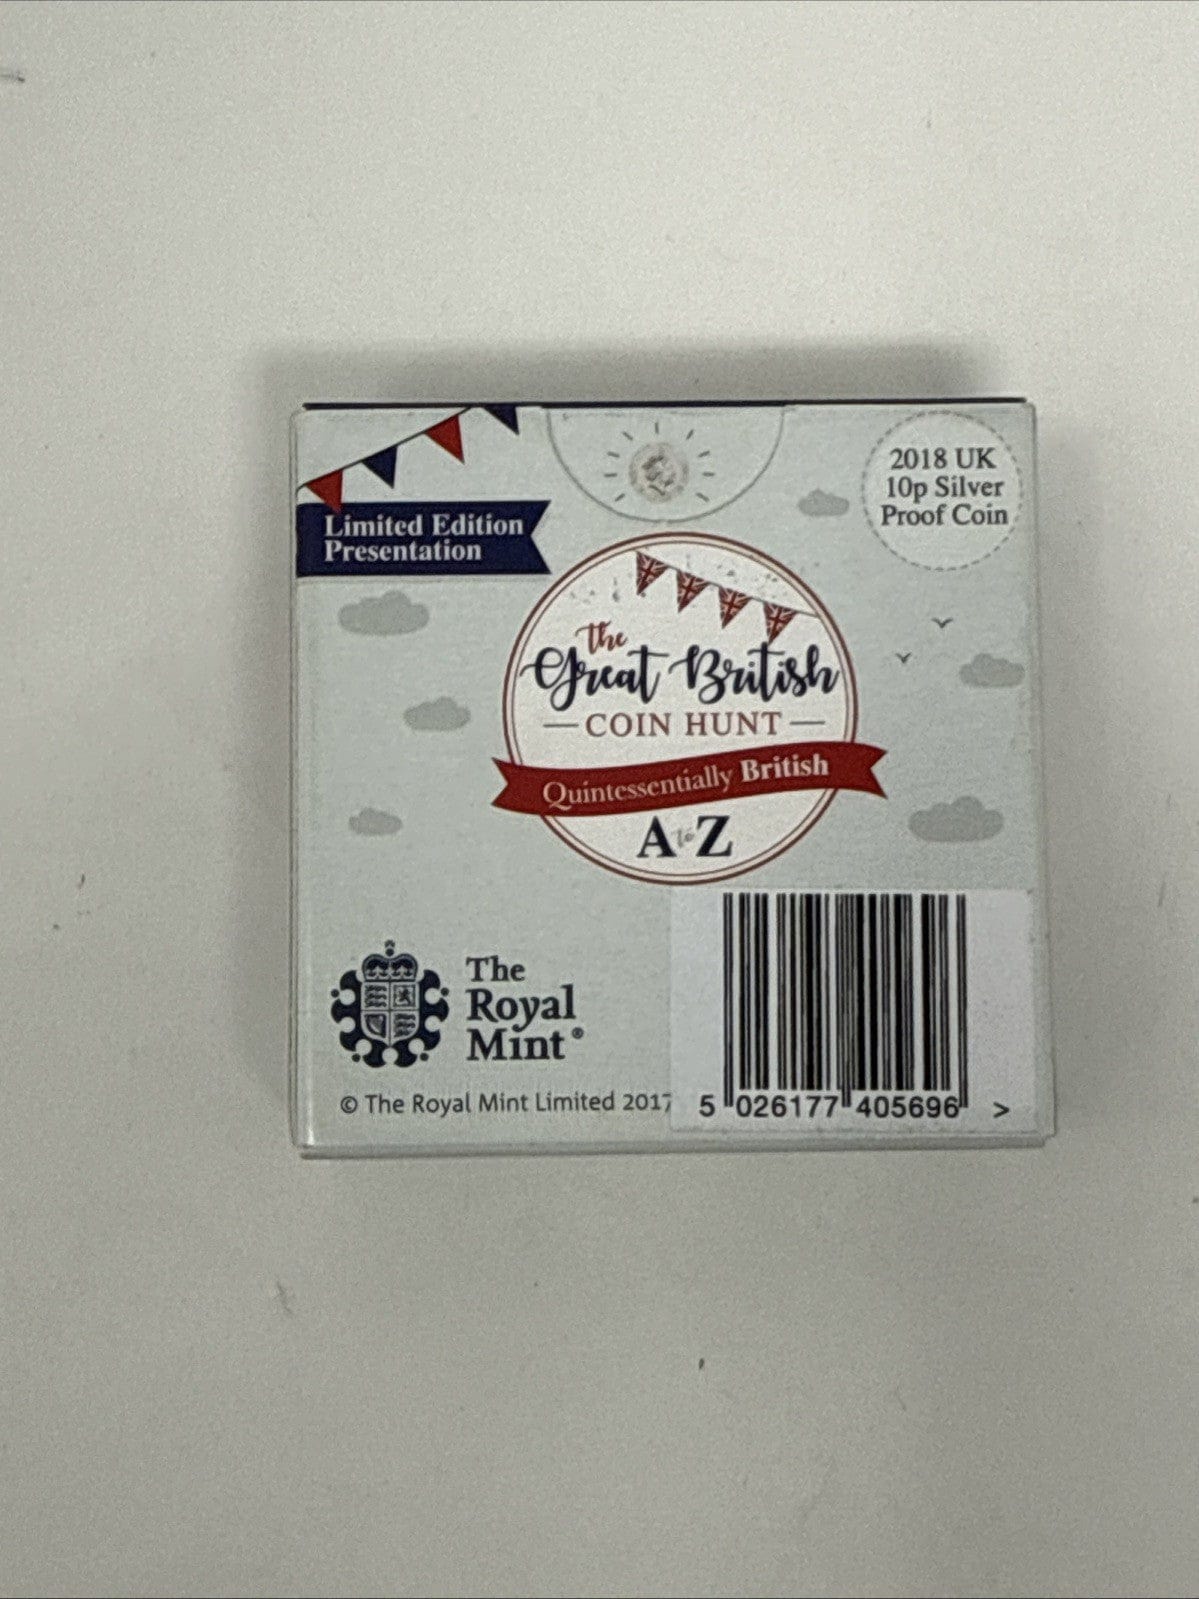 2018 UK
10p Silver
Proof Coin
Limited Edition
Presentation
the
Great British
COIN HUNT
Quintessentially British
A to Z
The
Royal
Mint®
© The Royal Mint Limited 2017
5 026177 405696 >